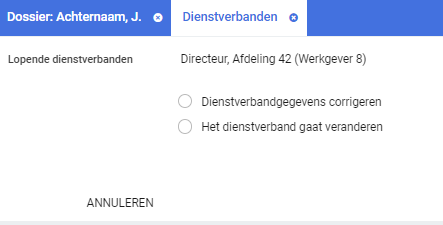 Dossier: Achternaam, J.
Dienstverbanden
Lopende dienstverbanden
Directeur, Afdeling 42 (Werkgever 8)
Dienstverbandgegevens corrigeren
Het dienstverband gaat veranderen
ANNULEREN